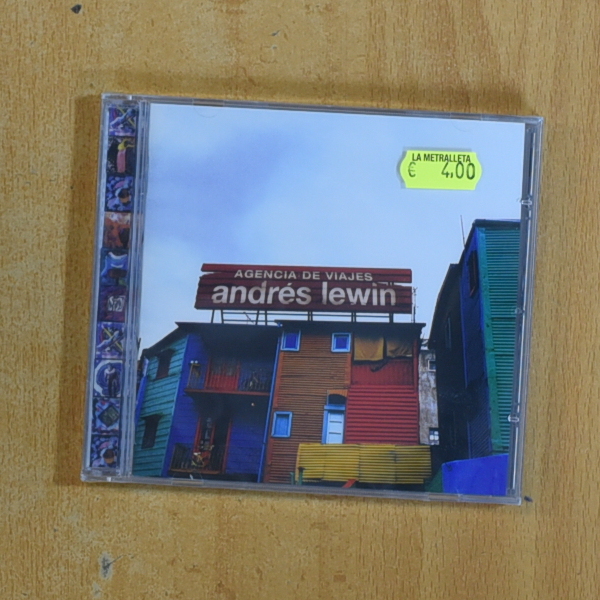 LA METRALLETA
€ 4,00
AGENCIA DE VIAJES
andrés lewin